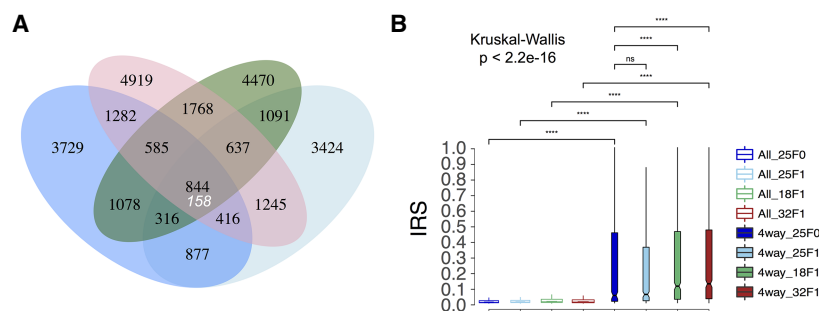 A
B
4919
4470
1282
1768
1091
3729
585
637
3424
844
158
1078
316
416
1245
877
Kruskal-Wallis
p < 2.2e-16
****
****
ns
****
****
****
****
IRS
1.0
0.9
0.8
0.7
0.6
0.5
0.4
0.3
0.2
0.1
0.0
All_25F0
All_25F1
All_18F1
All_32F1
4way_25F0
4way_25F1
4way_18F1
4way_32F1